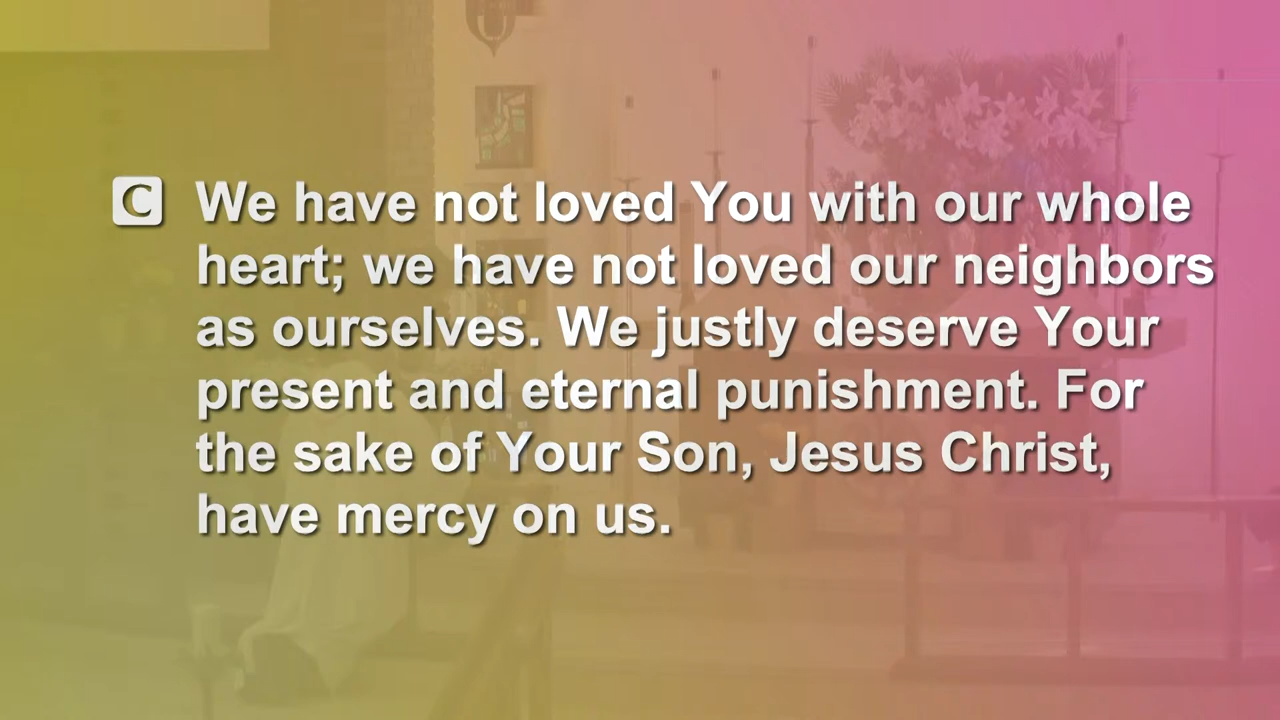 C We have not loved You with our whole
heart; we have not loved our neighbors
as ourselves. We justly deserve Your
present and eternal punishment. For
the sake of Your Son, Jesus Christ,
have mercy on us.